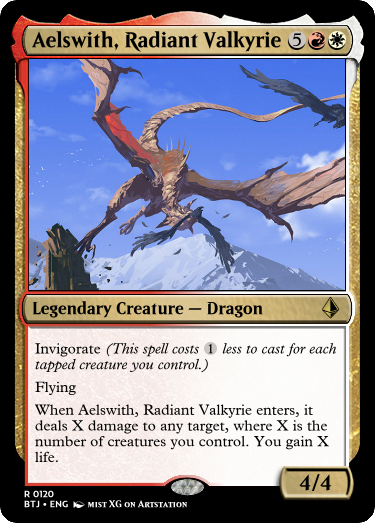 Aelswith, Radiant Valkyrie 5
Legendary Creature — Dragon
Invigorate (This spell costs 1 less to cast for each
tapped creature you control.)
Flying
When Aelswith, Radiant Valkyrie enters, it
deals X damage to any target, where X is the
number of creatures you control. You gain X
life.
4/4
R 0120
BTJ • ENG MIST XG ON ARTSTATION